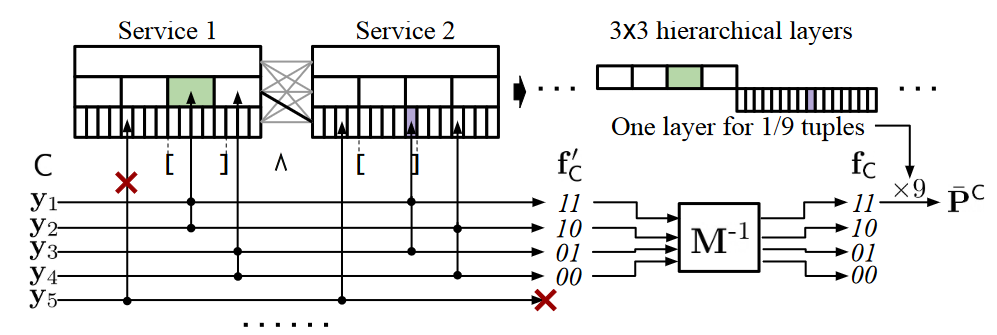 Service 1 Service 2 3x3 hierarchical layers
...
...
One layer for 1/9 tuples
C [ ] ∧ [ ] f′C fC ×9 P̄C
y1 11 11
y2 10 M-1 10
y3 01 01
y4 00 00
y5
......